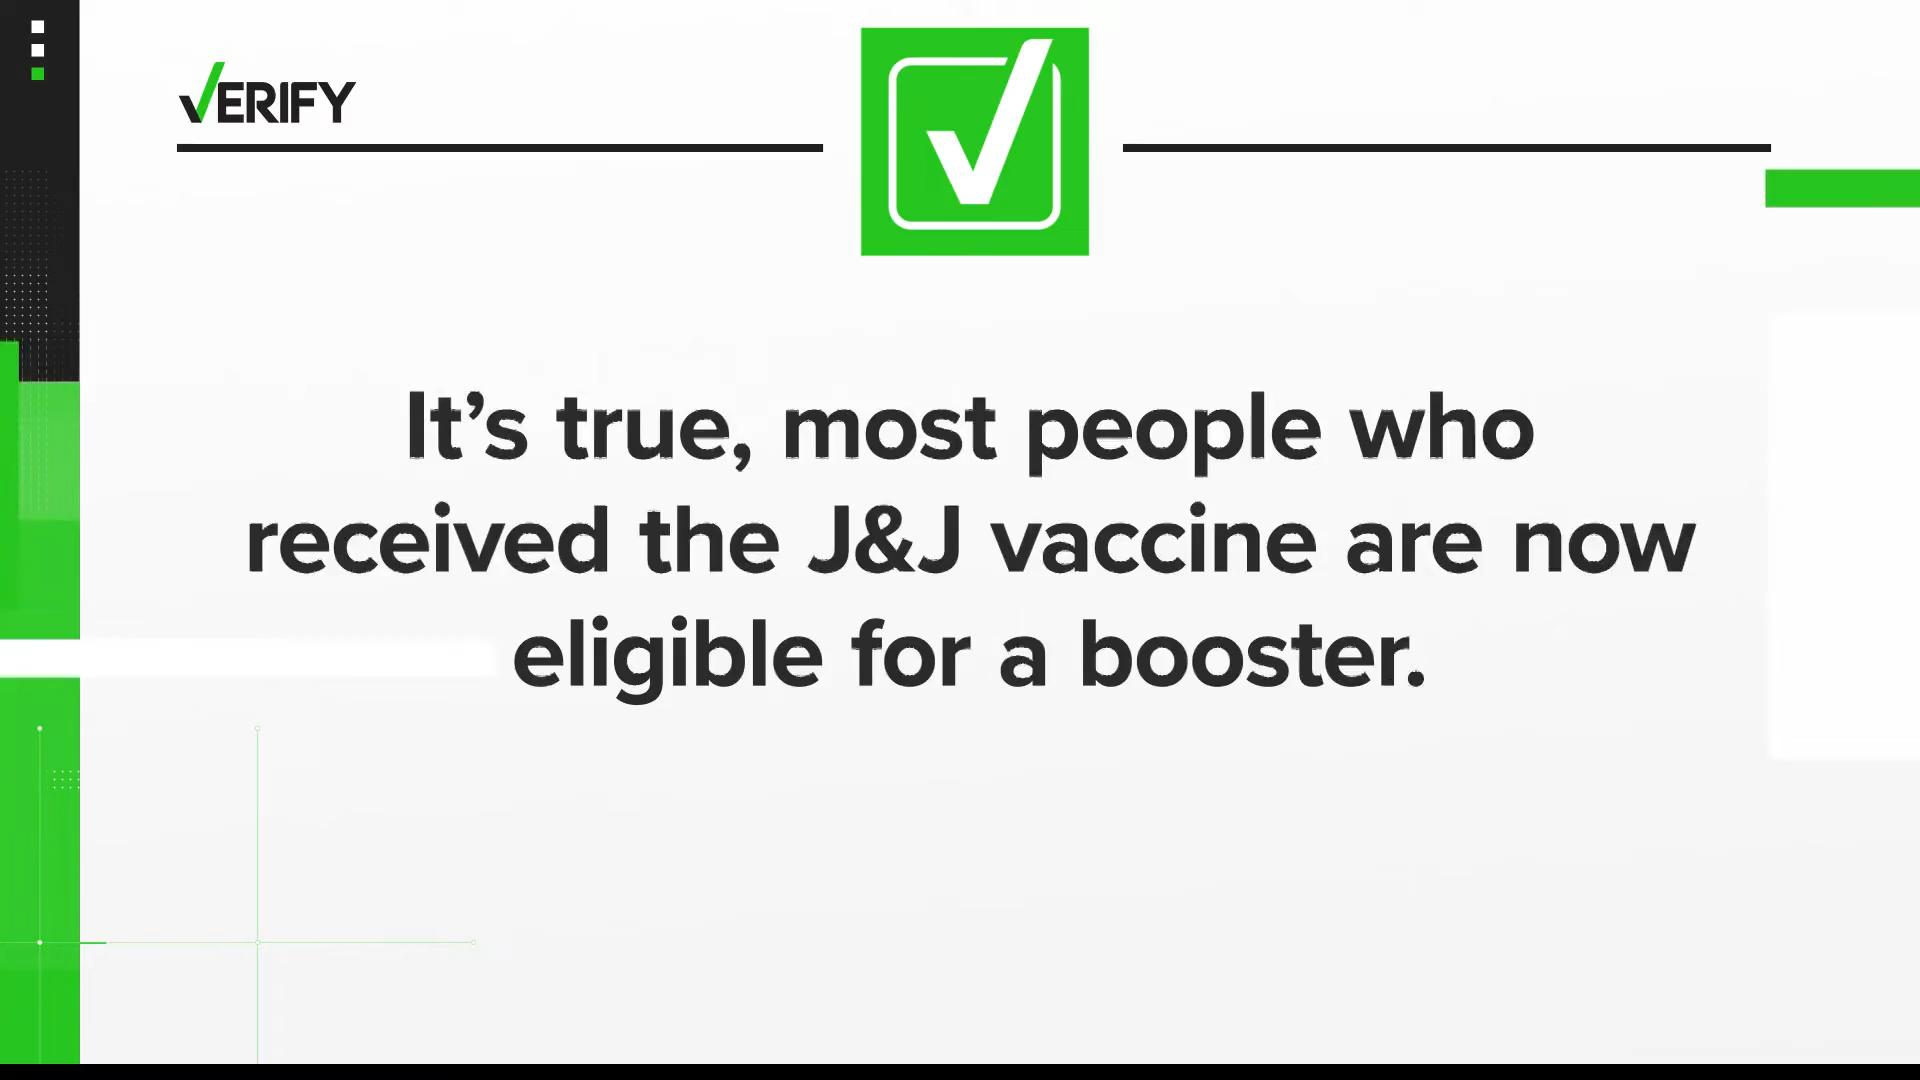 VERIFY
It’s true, most people who
received the J&J vaccine are now
eligible for a booster.